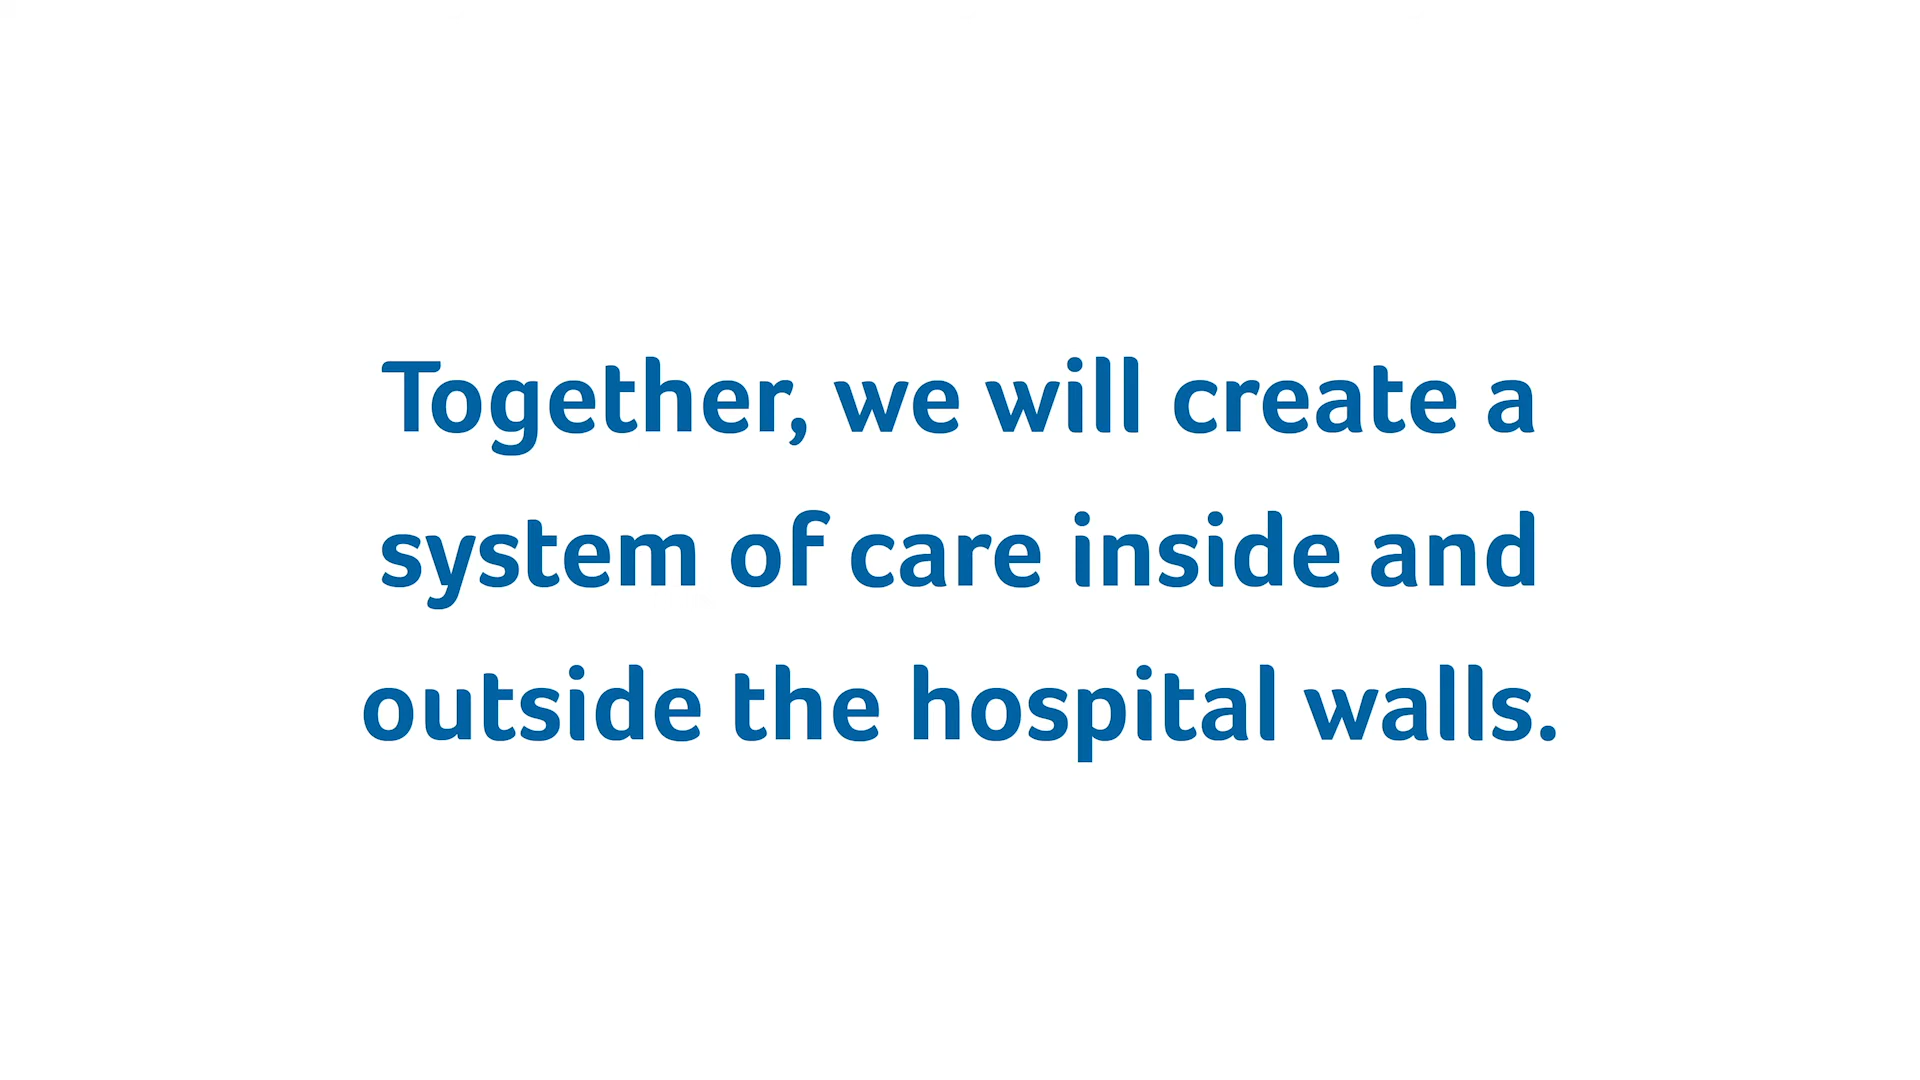 Together, we will create a
system of care inside and
outside the hospital walls.